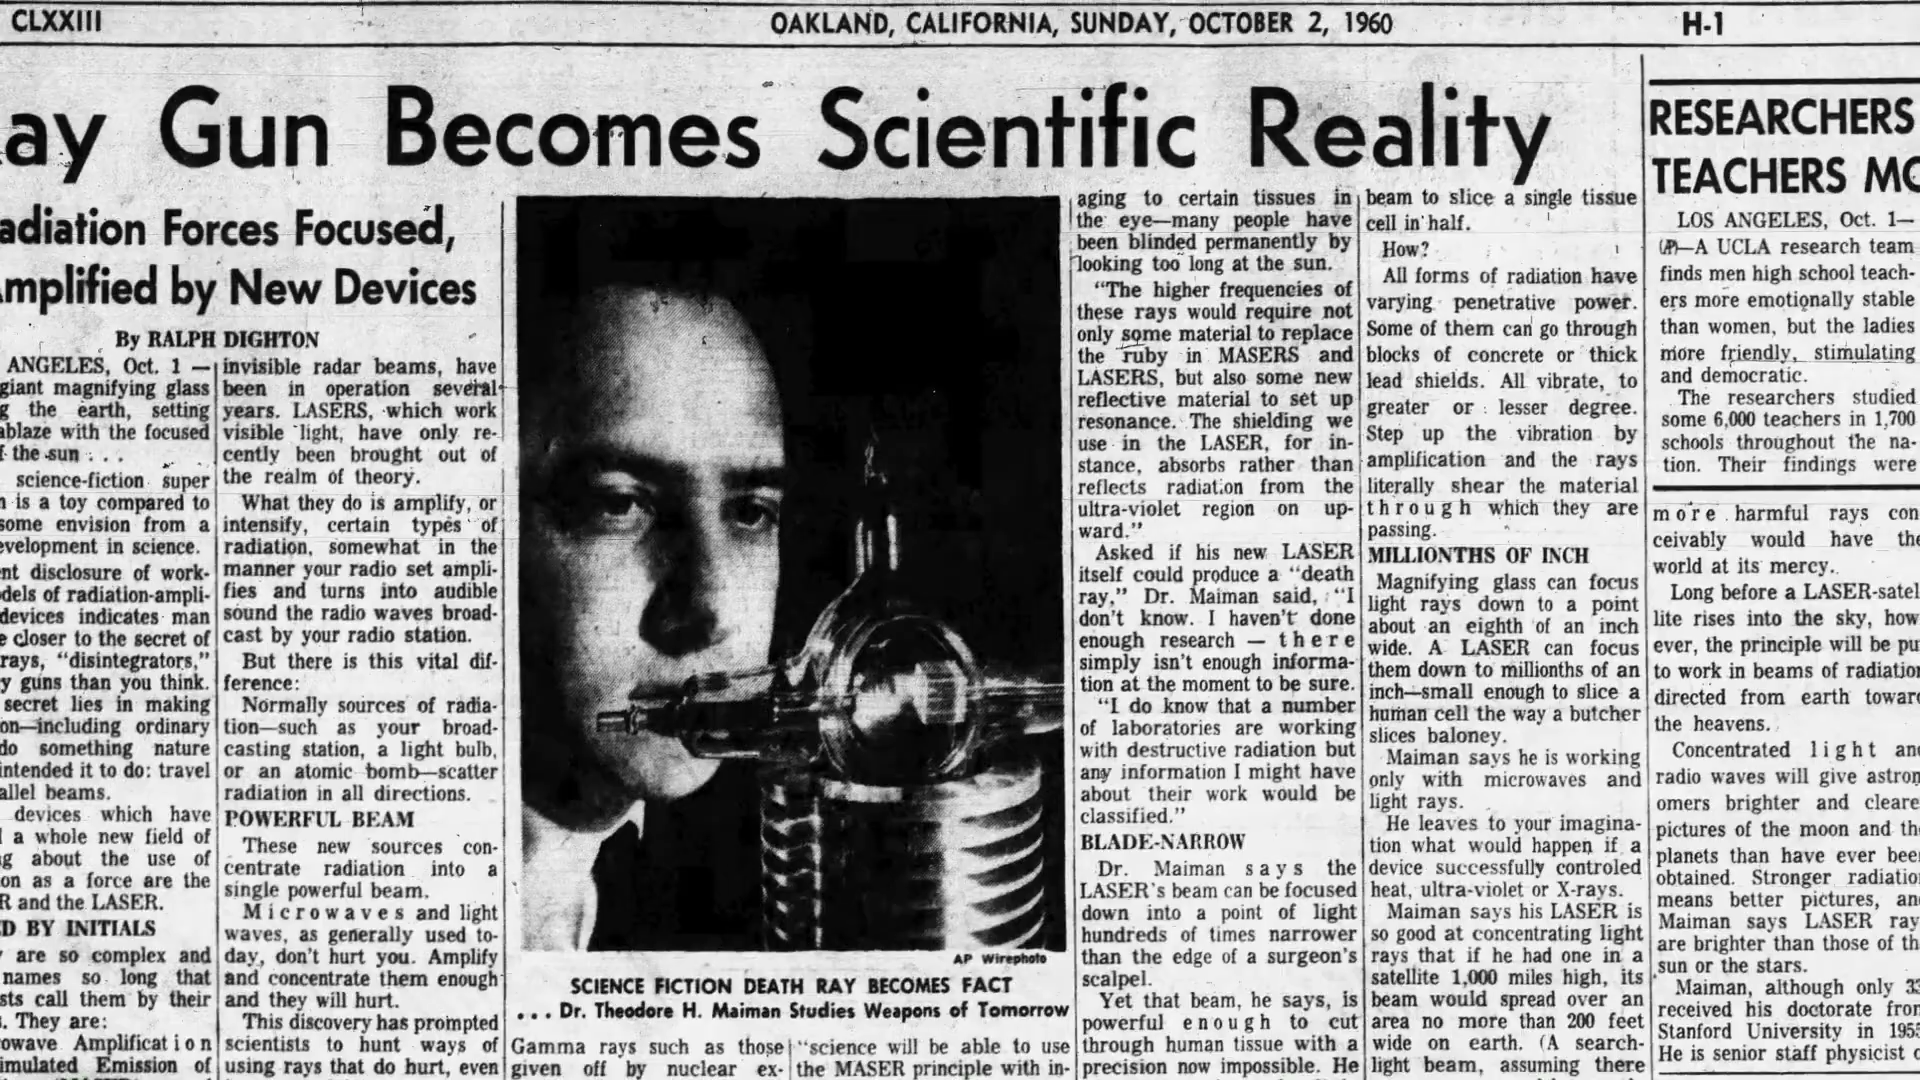 CLXXIII
OAKLAND, CALIFORNIA, SUNDAY, OCTOBER 2, 1960
H-1
ay Gun Becomes Scientific Reality
adiation Forces Focused,
mplified by New Devices
By RALPH DIGHTON
ANGELES, Oct. 1 —
giant magnifying glass
g the earth, setting
ablaze with the focused
f the sun . . .
science-fiction super
n is a toy compared to
some envision from a
evelopment in science.
nt disclosure of work-
dels of radiation-ampli-
devices indicates man
e closer to the secret of
rays, “disintegrators,”
y guns than you think.
secret lies in making
on—including ordinary
do something nature
intended it to do: travel
allel beams.
devices which have
d a whole new field of
g about the use of
on as a force are the
R and the LASER.
D BY INITIALS
y are so complex and
names so long that
sts call them by their
s. They are:
owave Amplification
imulated Emission of
invisible radar beams, have
been in operation several
years. LASERS, which work
visible light, have only re-
cently been brought out of
the realm of theory.
What they do is amplify, or
intensify, certain types of
radiation, somewhat in the
manner your radio set ampli-
fies and turns into audible
sound the radio waves broad-
cast by your radio station.
But there is this vital dif-
ference:
Normally sources of radia-
tion—such as your broad-
casting station, a light bulb,
or an atomic bomb—scatter
radiation in all directions.
POWERFUL BEAM
These new sources con-
centrate radiation into a
single powerful beam.
Microwaves and light
waves, as generally used to-
day, don't hurt you. Amplify
and concentrate them enough
and they will hurt.
This discovery has prompted
scientists to hunt ways of
using rays that do hurt, even
AP Wirephoto
SCIENCE FICTION DEATH RAY BECOMES FACT
. . . Dr. Theodore H. Maiman Studies Weapons of Tomorrow
Gamma rays such as those
given off by nuclear ex-
“science will be able to use
the MASER principle with in-
aging to certain tissues in
the eye—many people have
been blinded permanently by
looking too long at the sun.
“The higher frequencies of
these rays would require not
only some material to replace
the ruby in MASERS and
LASERS, but also some new
reflective material to set up
resonance. The shielding we
use in the LASER, for in-
stance, absorbs rather than
reflects radiation from the
ultra-violet region on up-
ward.”
Asked if his new LASER
itself could produce a “death
ray,” Dr. Maiman said, “I
don't know. I haven't done
enough research — there
simply isn't enough informa-
tion at the moment to be sure.
“I do know that a number
of laboratories are working
with destructive radiation but
any information I might have
about their work would be
classified.”
BLADE-NARROW
Dr. Maiman says the
LASER's beam can be focused
down into a point of light
hundreds of times narrower
than the edge of a surgeon's
scalpel.
Yet that beam, he says, is
powerful enough to cut
through human tissue with a
precision now impossible. He
beam to slice a single tissue
cell in half.
How?
All forms of radiation have
varying penetrative power.
Some of them can go through
blocks of concrete or thick
lead shields. All vibrate, to
greater or lesser degree.
Step up the vibration by
amplification and the rays
literally shear the material
through which they are
passing.
MILLIONTHS OF INCH
Magnifying glass can focus
light rays down to a point
about an eighth of an inch
wide. A LASER can focus
them down to millionths of an
inch—small enough to slice a
human cell the way a butcher
slices baloney.
Maiman says he is working
only with microwaves and
light rays.
He leaves to your imagina-
tion what would happen if a
device successfully controled
heat, ultra-violet or X-rays.
Maiman says his LASER is
so good at concentrating light
rays that if he had one in a
satellite 1,000 miles high, its
beam would spread over an
area no more than 200 feet
wide on earth. (A search-
light beam, assuming there
RESEARCHERS
TEACHERS MO
LOS ANGELES, Oct. 1—
(AP)—A UCLA research team
finds men high school teach-
ers more emotionally stable
than women, but the ladies
more friendly, stimulating
and democratic.
The researchers studied
some 6,000 teachers in 1,700
schools throughout the na-
tion. Their findings were
more harmful rays con
ceivably would have the
world at its mercy.
Long before a LASER-satel
lite rises into the sky, how
ever, the principle will be pu
to work in beams of radiation
directed from earth toward
the heavens.
Concentrated light and
radio waves will give astron
omers brighter and cleare
pictures of the moon and th
planets than have ever been
obtained. Stronger radiation
means better pictures, and
Maiman says LASER ray
are brighter than those of th
sun or the stars.
Maiman, although only 33
received his doctorate from
Stanford University in 1955
He is senior staff physicist o